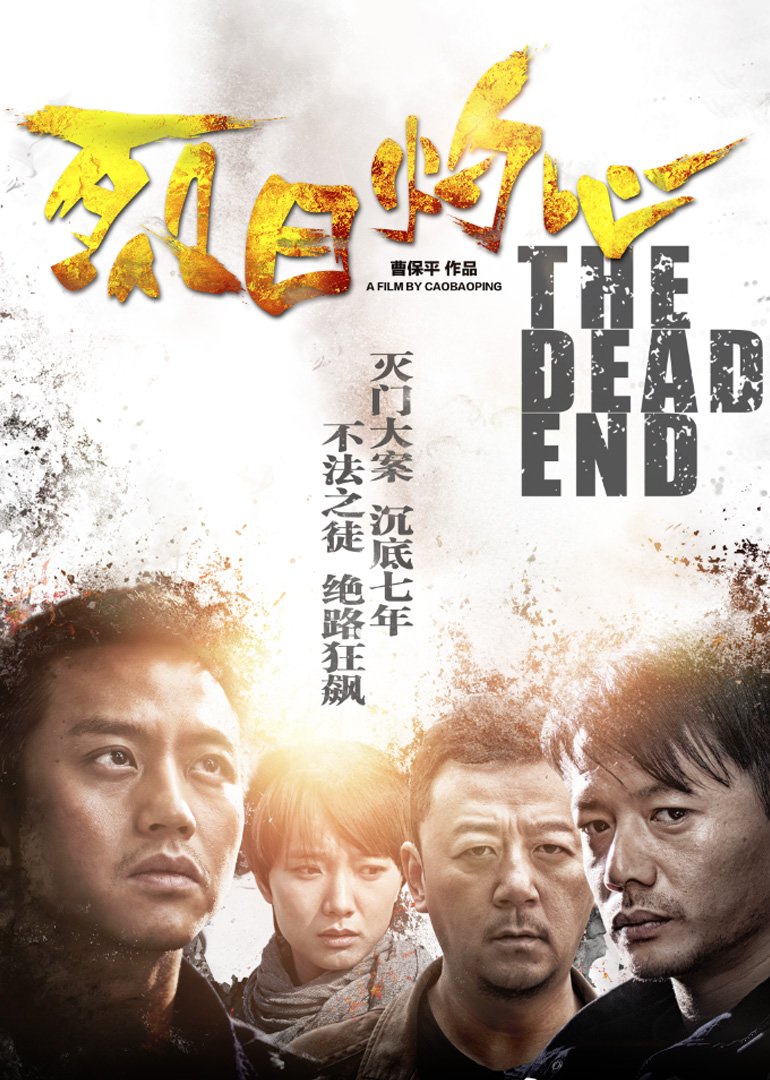 烈日灼心
曹保平 作品
A FILM BY CAOBAOPING
THE
DEAD
END
灭门大案 沉底七年
不法之徒 绝路狂飙